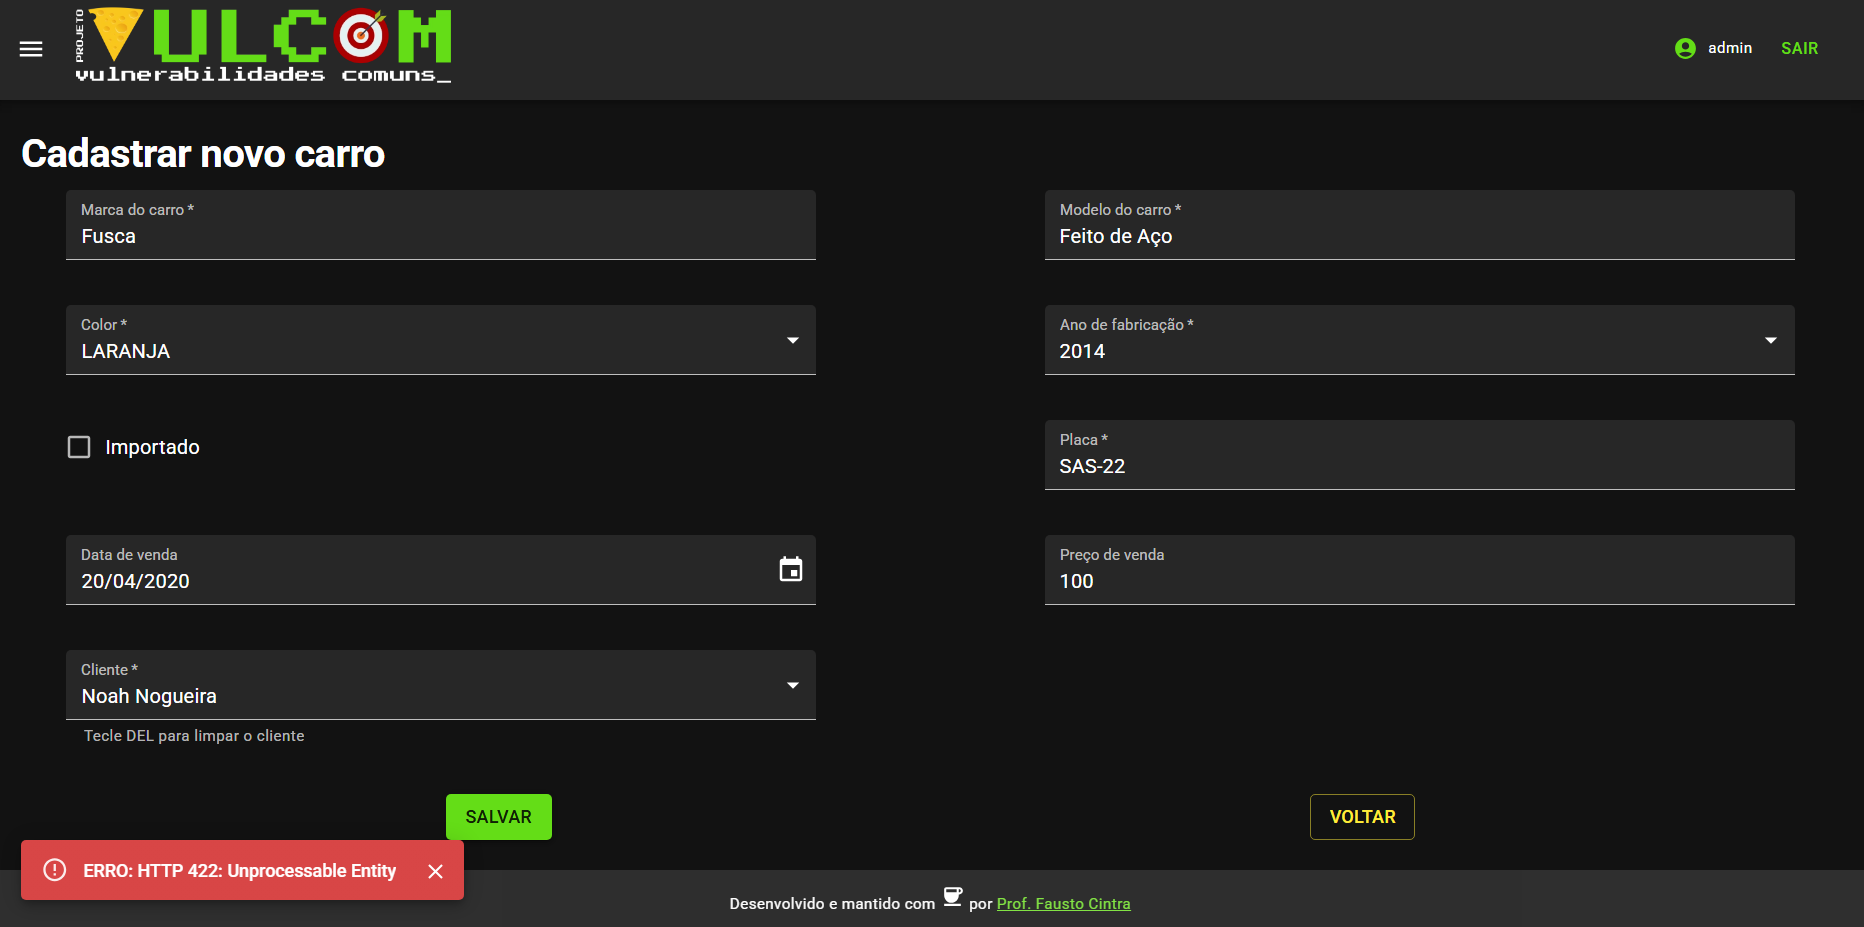 PROJETO
VULCOM
vulnerabilidades comuns_
admin
SAIR
Cadastrar novo carro
Marca do carro *
Fusca
Modelo do carro *
Feito de Aço
Color *
LARANJA
Ano de fabricação *
2014
Importado
Placa *
SAS-22
Data de venda
20/04/2020
Preço de venda
100
Cliente *
Noah Nogueira
Tecle DEL para limpar o cliente
SALVAR
VOLTAR
ERRO: HTTP 422: Unprocessable Entity
Desenvolvido e mantido com por Prof. Fausto Cintra